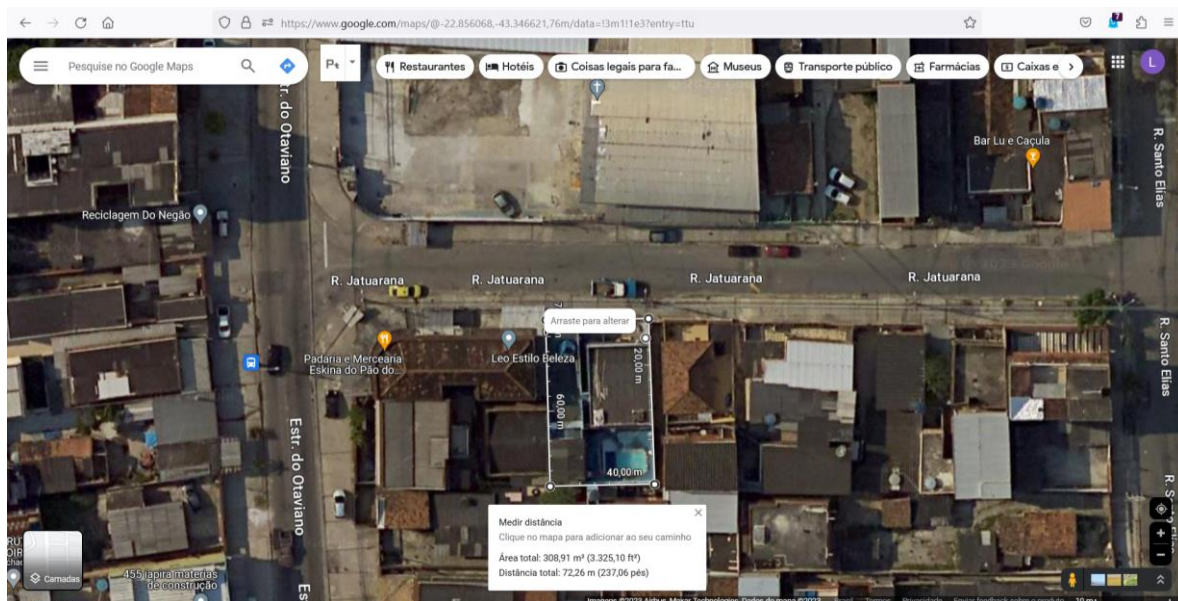 https://www.google.com/maps/@-22.856068,-43.346621,76m/data=!3m1!1e3?entry=ttu
7
Pesquise no Google Maps
Restaurantes
Hotéis
Coisas legais para fa...
Museus
Transporte público
Farmácias
Caixas e
L
Estr. do Otaviano
R. Santo Elias
Bar Lu e Caçula
Reciclagem Do Negão
R. Jatuarana
R. Jatuarana
R. Jatuarana
R. Jatuarana
Arraste para alterar
Padaria e Mercearia
Eskina do Pão do...
Leo Estilo Beleza
20,00 m
60,00 m
40,00 m
R. Santo Elias
Estr. do Otaviano
Medir distância
Clique no mapa para adicionar ao seu caminho
Área total: 308,91 m² (3.325,10 ft²)
Distância total: 72,26 m (237,06 pés)
Camadas
455 iapira materias
de construção